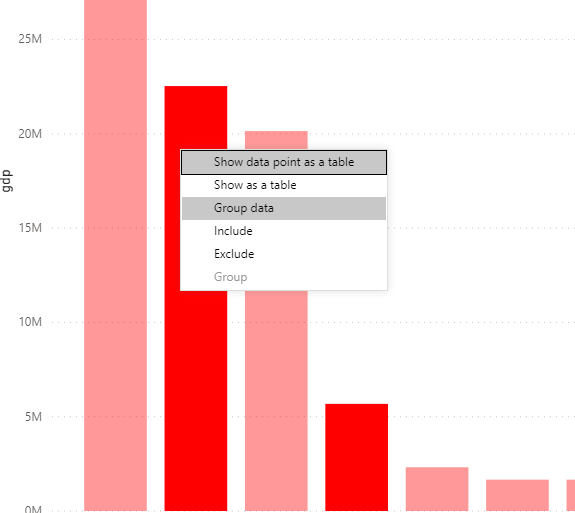 25M
20M
15M
10M
5M
0M
gdp
Show data point as a table
Show as a table
Group data
Include
Exclude
Group